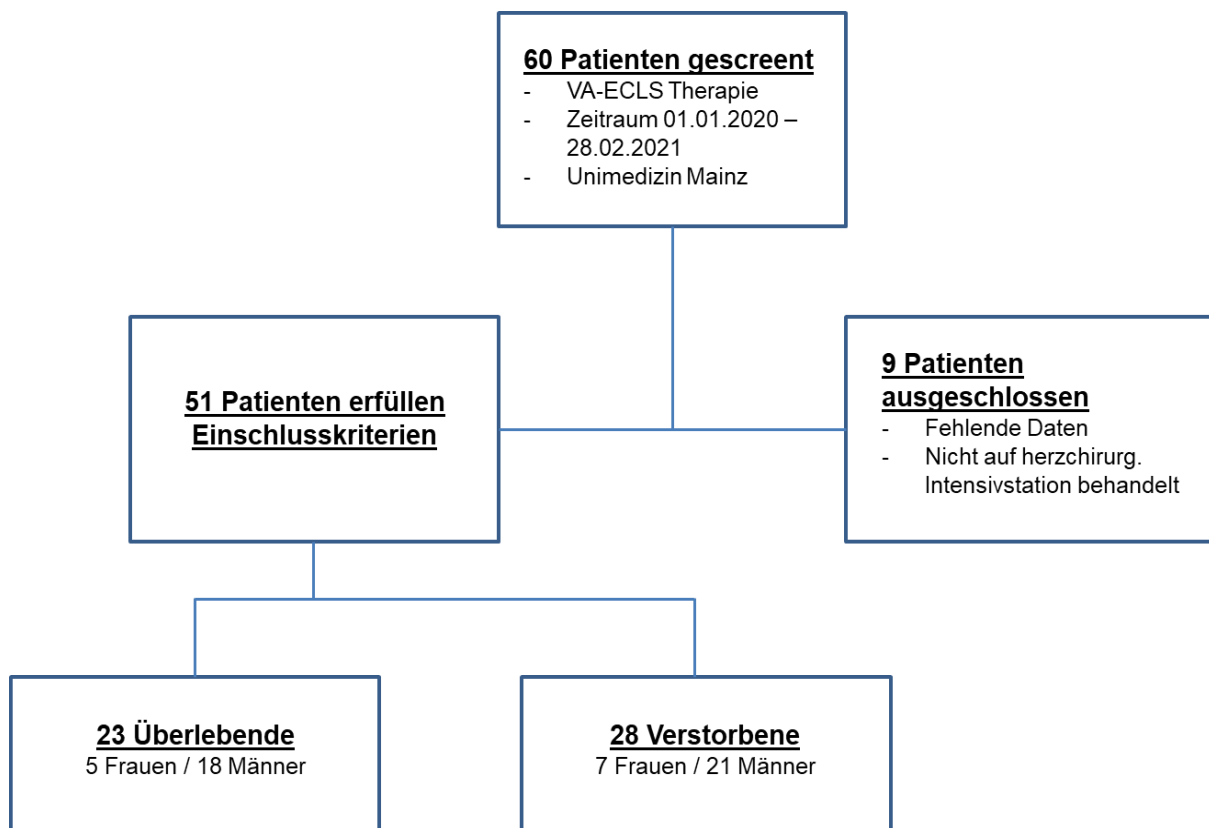 60 Patienten gescreent
- VA-ECLS Therapie
- Zeitraum 01.01.2020 –
28.02.2021
- Unimedizin Mainz
51 Patienten erfüllen
Einschlusskriterien
9 Patienten
ausgeschlossen
- Fehlende Daten
- Nicht auf herzchirurg.
Intensivstation behandelt
23 Überlebende
5 Frauen / 18 Männer
28 Verstorbene
7 Frauen / 21 Männer